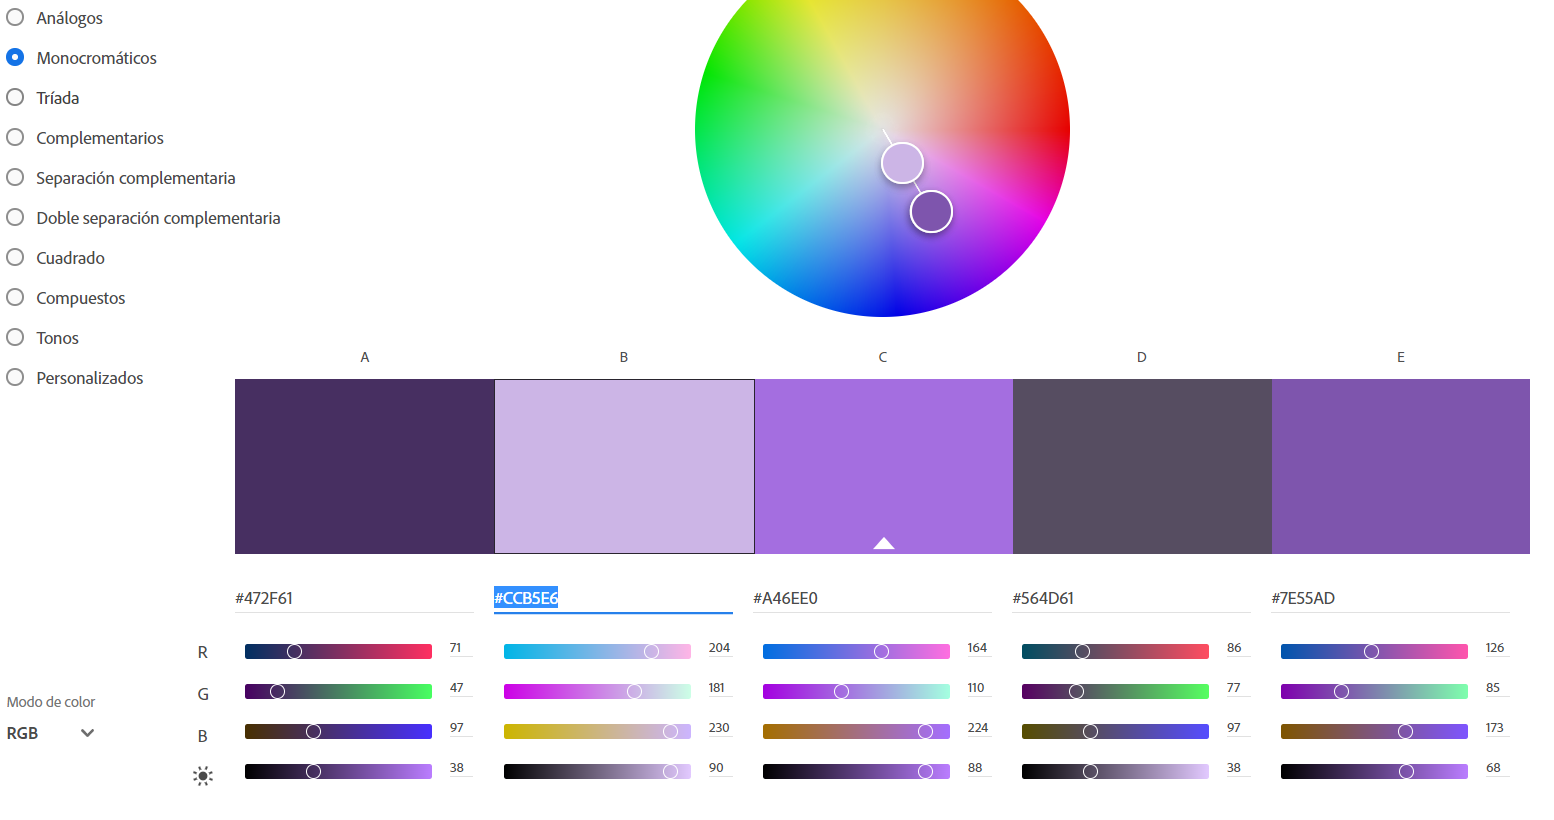 Análogos
Monocromáticos
Tríada
Complementarios
Separación complementaria
Doble separación complementaria
Cuadrado
Compuestos
Tonos
Personalizados
A B C D E
#472F61 #CCB5E6 #A46EE0 #564D61 #7E55AD
R 71 204 164 86 126
G 47 181 110 77 85
Modo de color
RGB
B 97 230 224 97 173
38 90 88 38 68